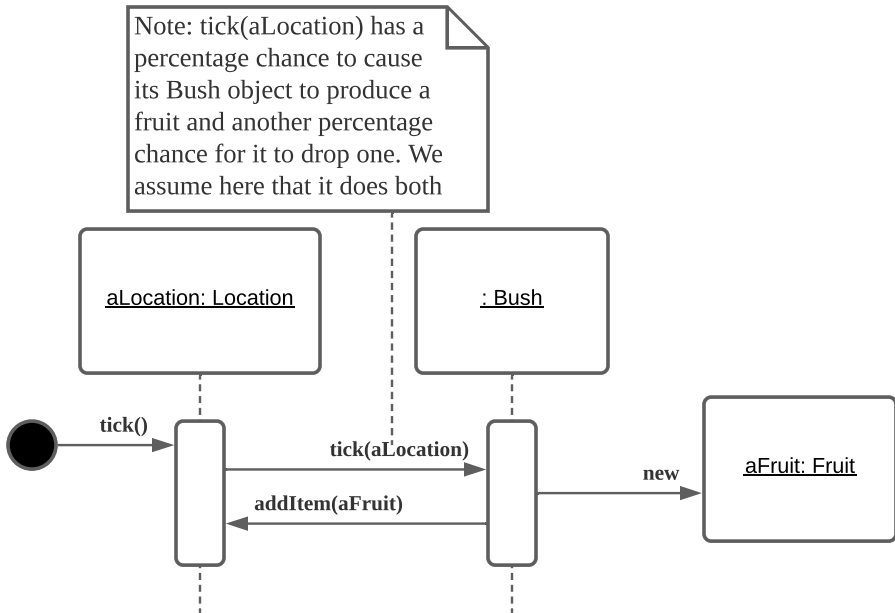 Note: tick(aLocation) has a
percentage chance to cause
its Bush object to produce a
fruit and another percentage
chance for it to drop one. We
assume here that it does both
aLocation: Location
: Bush
tick()
tick(aLocation)
new
aFruit: Fruit
addItem(aFruit)